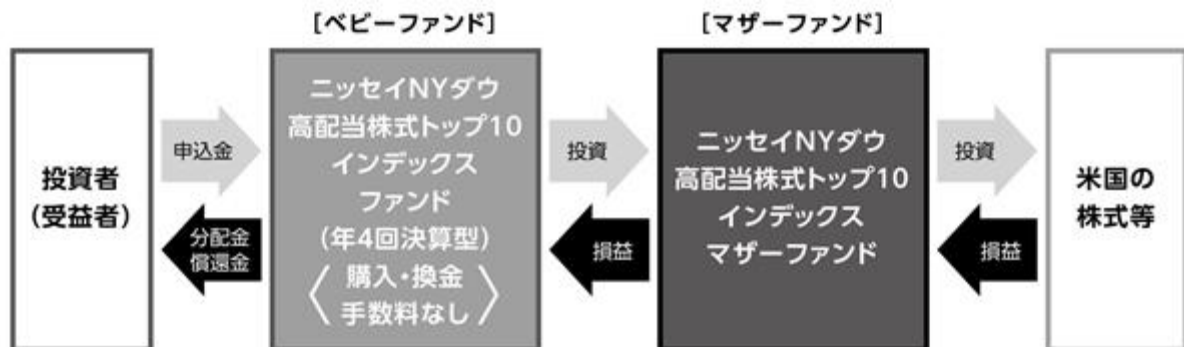 [ベビーファンド]
[マザーファンド]
投資者
(受益者)
申込金
分配金
償還金
ニッセイNYダウ
高配当株式トップ10
インデックス
ファンド
(年4回決算型)
〈購入・換金
手数料なし〉
投資
損益
ニッセイNYダウ
高配当株式トップ10
インデックス
マザーファンド
投資
損益
米国の
株式等